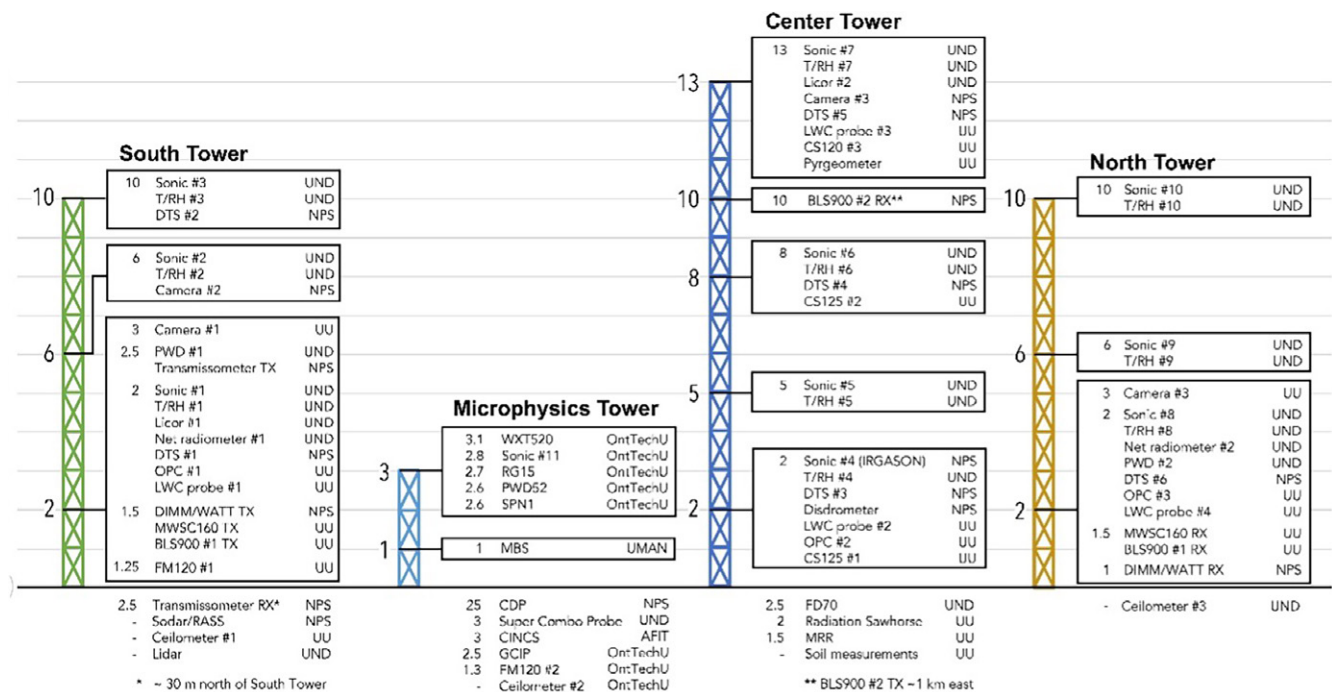 South Tower
10
10 Sonic #3 UND
T/RH #3 UND
DTS #2 NPS
6 Sonic #2 UND
T/RH #2 UND
Camera #2 NPS
6
3 Camera #1 UU
2.5 PWD #1 UND
Transmissometer TX NPS
2 Sonic #1 UND
T/RH #1 UND
Licor #1 UND
Net radiometer #1 UND
DTS #1 NPS
OPC #1 UU
LWC probe #1 UU
2
1.5 DIMM/WATT TX NPS
MWSC160 TX UU
BLS900 #1 TX UU
1.25 FM120 #1 UU
2.5 Transmissometer RX* NPS
- Sodar/RASS NPS
- Ceilometer #1 UU
- Lidar UND
* ~ 30 m north of South Tower
Microphysics Tower
3
3.1 WXT520 OntTechU
2.8 Sonic #11 OntTechU
2.7 RG15 OntTechU
2.6 PWD52 OntTechU
2.6 SPN1 OntTechU
1
1 MBS UMAN
25 CDP NPS
3 Super Combo Probe UND
3 CINCS AFIT
2.5 GCIP OntTechU
1.3 FM120 #2 OntTechU
- Ceilometer #2 OntTechU
Center Tower
13
13 Sonic #7 UND
T/RH #7 UND
Licor #2 UND
Camera #3 NPS
DTS #5 NPS
LWC probe #3 UU
CS120 #3 UU
Pyrgeometer UU
10
10 BLS900 #2 RX** NPS
8
8 Sonic #6 UND
T/RH #6 UND
DTS #4 NPS
CS125 #2 UU
5
5 Sonic #5 UND
T/RH #5 UND
2
2 Sonic #4 (IRGASON) NPS
T/RH #4 UND
DTS #3 NPS
Disdrometer NPS
LWC probe #2 UU
OPC #2 UU
CS125 #1 UU
2.5 FD70 UND
2 Radiation Sawhorse UU
1.5 MRR UU
- Soil measurements UU
** BLS900 #2 TX ~1 km east
North Tower
10
10 Sonic #10 UND
T/RH #10 UND
6
6 Sonic #9 UND
T/RH #9 UND
3 Camera #3 UU
2 Sonic #8 UND
T/RH #8 UND
Net radiometer #2 UND
PWD #2 UND
DTS #6 NPS
OPC #3 UU
LWC probe #4 UU
2
1.5 MWSC160 RX UU
BLS900 #1 RX UU
1 DIMM/WATT RX NPS
- Ceilometer #3 UND